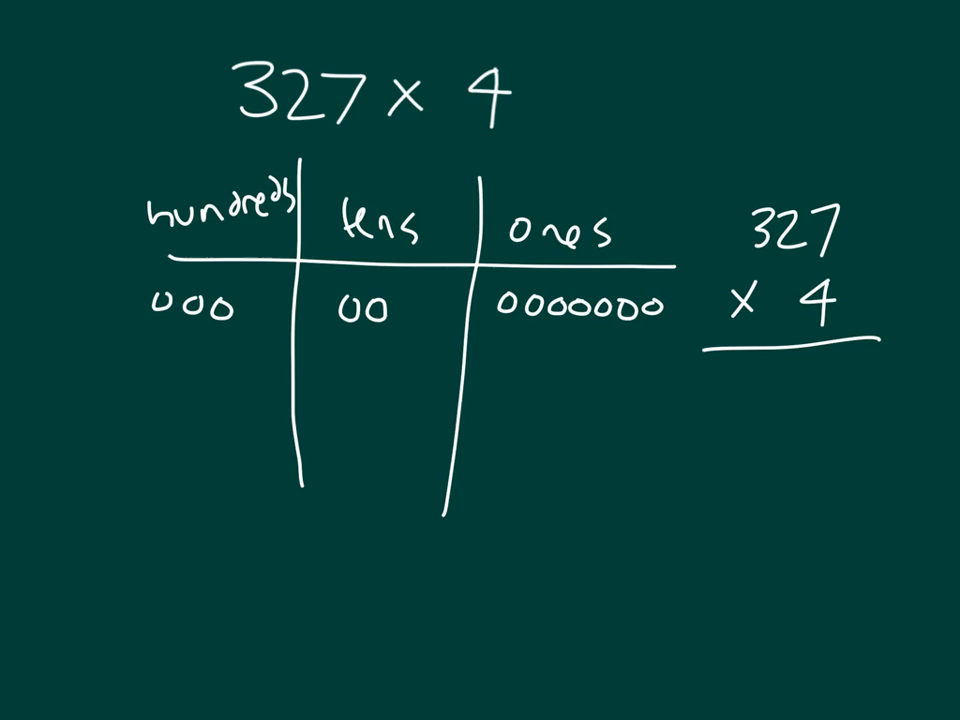 327 x 4
hundreds tens ones
327
000 00 0000000
x 4